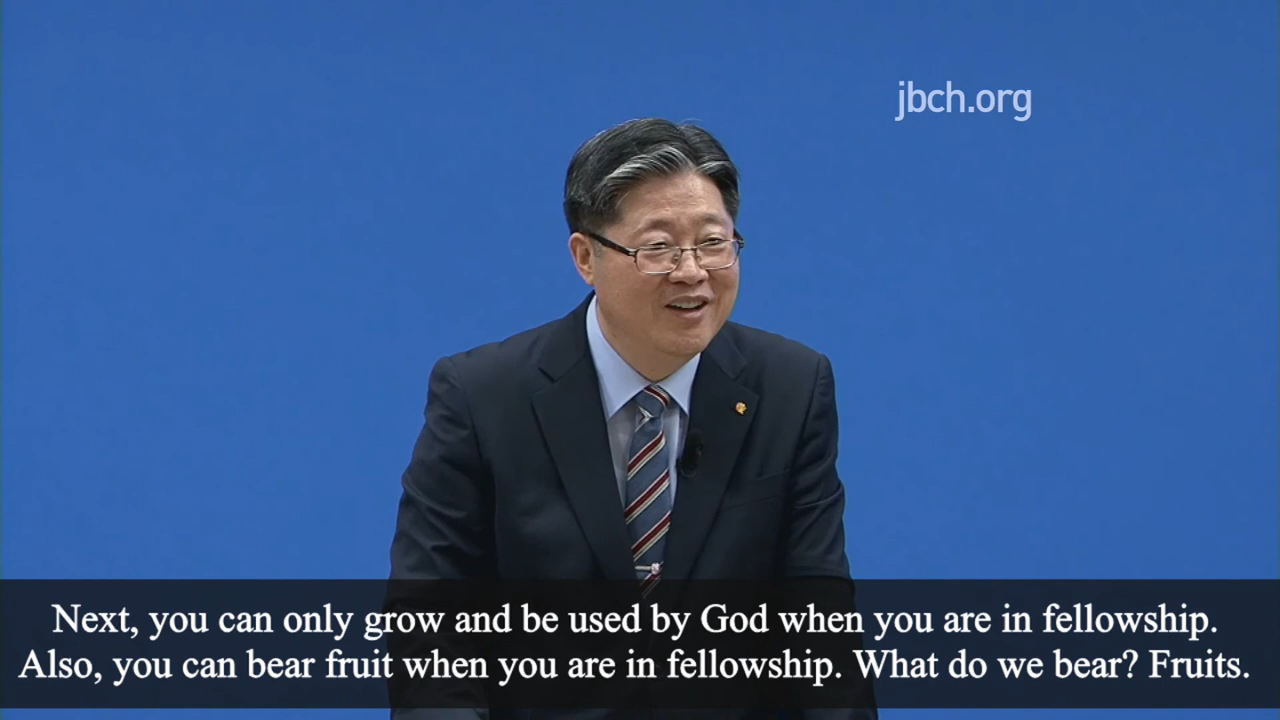 jbch.org
Next, you can only grow and be used by God when you are in fellowship.
Also, you can bear fruit when you are in fellowship. What do we bear? Fruits.